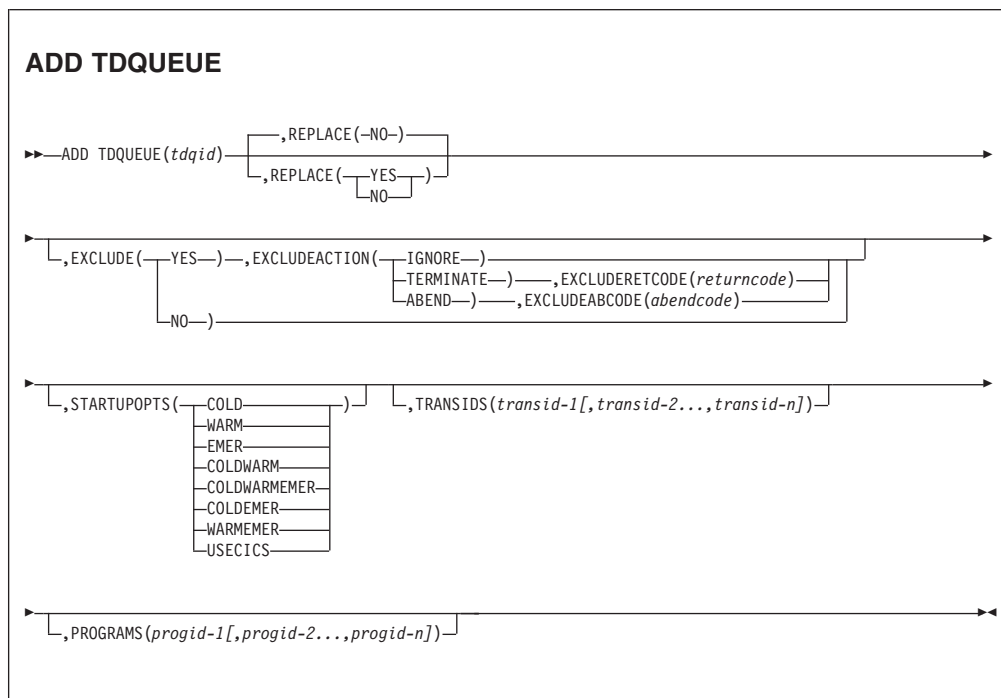 ADD TDQUEUE
,REPLACE(NO)
ADD TDQUEUE(tdqid)
,REPLACE( YES )
NO
,EXCLUDE( YES ) ,EXCLUDEACTION( IGNORE )
TERMINATE ) ,EXCLUDERETCODE(returncode)
ABEND ) ,EXCLUDEABCODE(abendcode)
NO )
,STARTUPOPTS( COLD ) ,TRANSIDS(transid-1[,transid-2...,transid-n])
WARM
EMER
COLDWARM
COLDWARMEMER
COLDEMER
WARMEMER
USECICS
,PROGRAMS(progid-1[,progid-2...,progid-n])